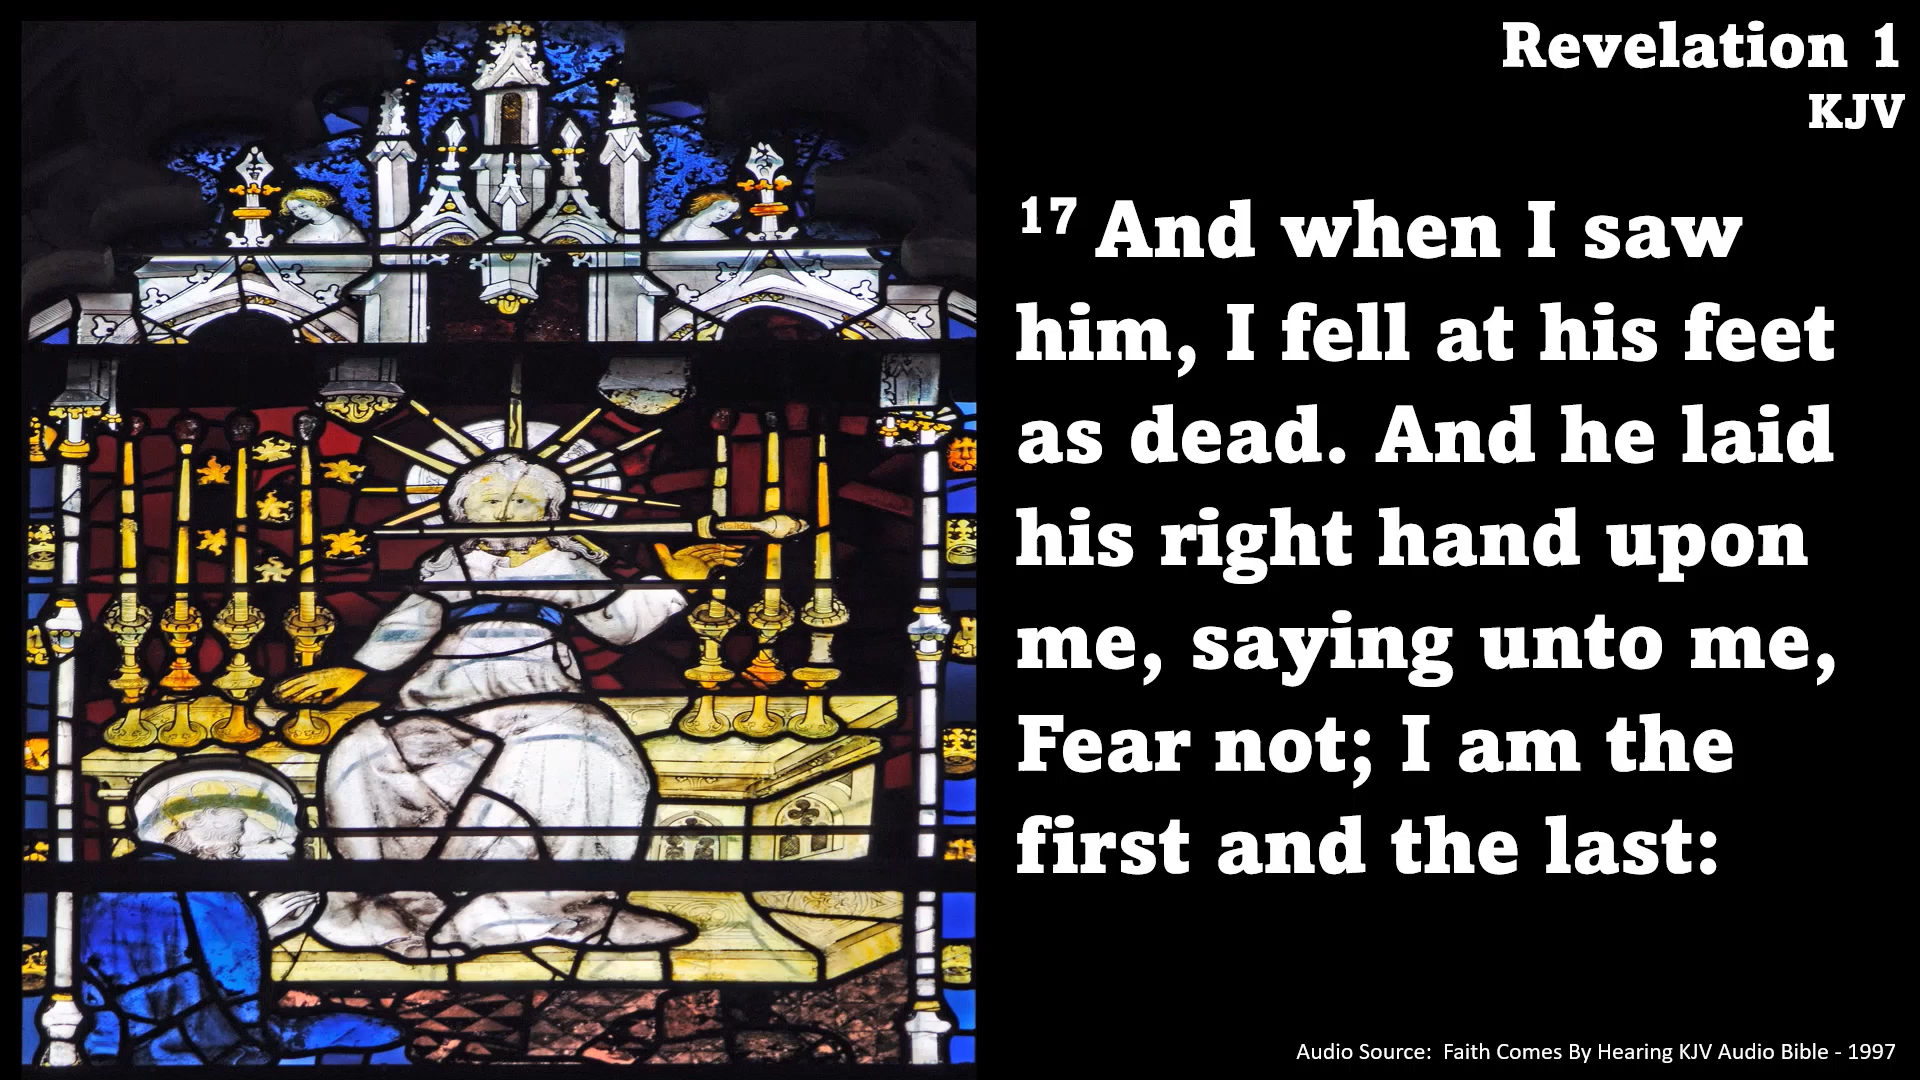 Revelation 1
KJV
17 And when I saw
him, I fell at his feet
as dead. And he laid
his right hand upon
me, saying unto me,
Fear not; I am the
first and the last:
Audio Source:  Faith Comes By Hearing KJV Audio Bible - 1997